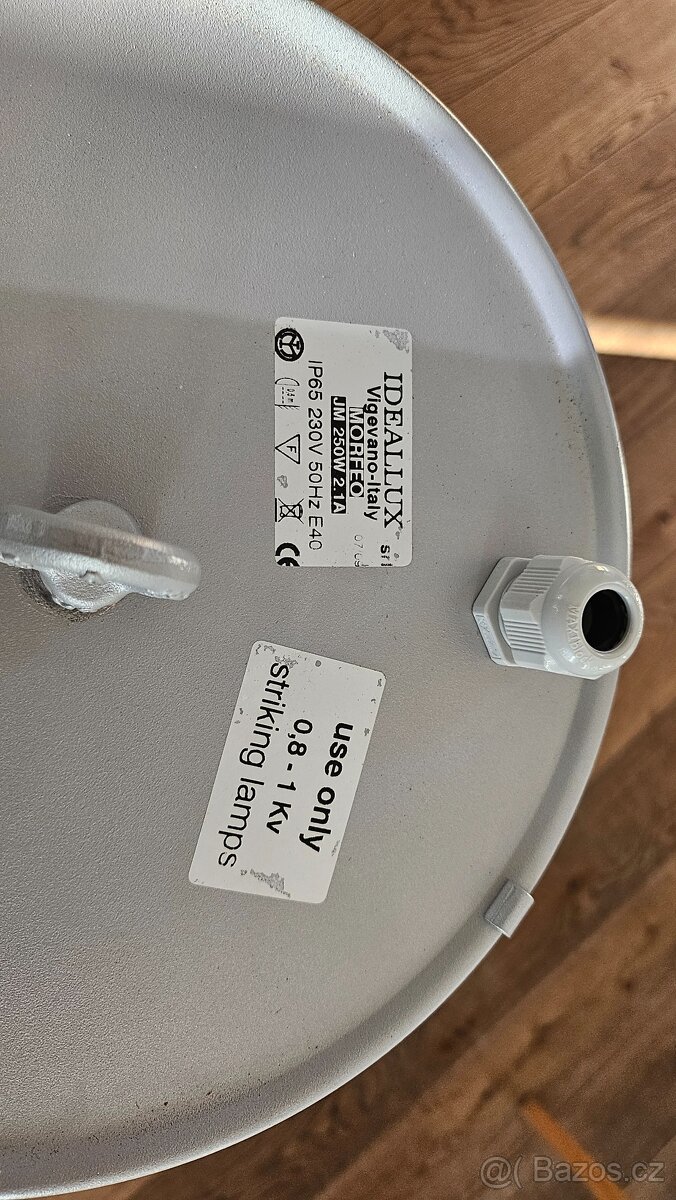 IDEALLUX s.r.l
Vigevano-Italy
MORFEO
JM 250W 2.1A
IP65 230V 50Hz E40
F
CE
use only
0,8 - 1 Kv
striking lamps
Bazos.cz